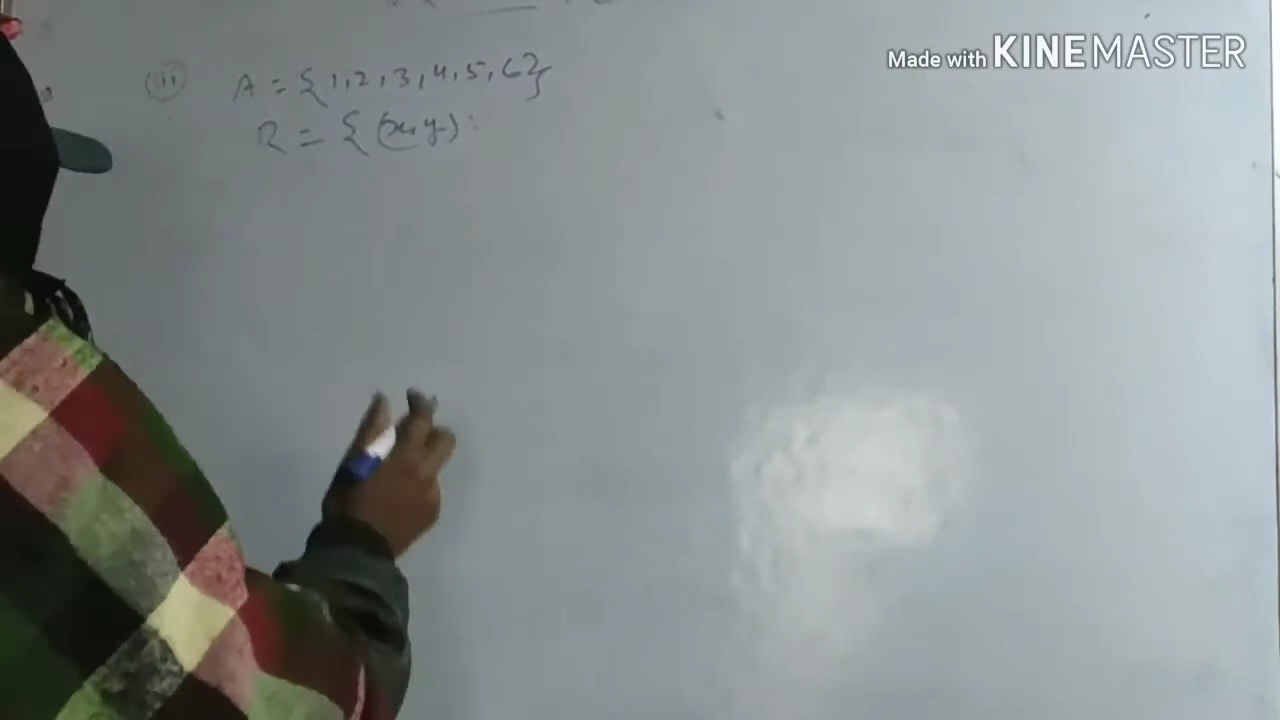 Made with KINEMASTER
(iii) A = {1, 2, 3, 4, 5, 6}
R = {(x, y) :